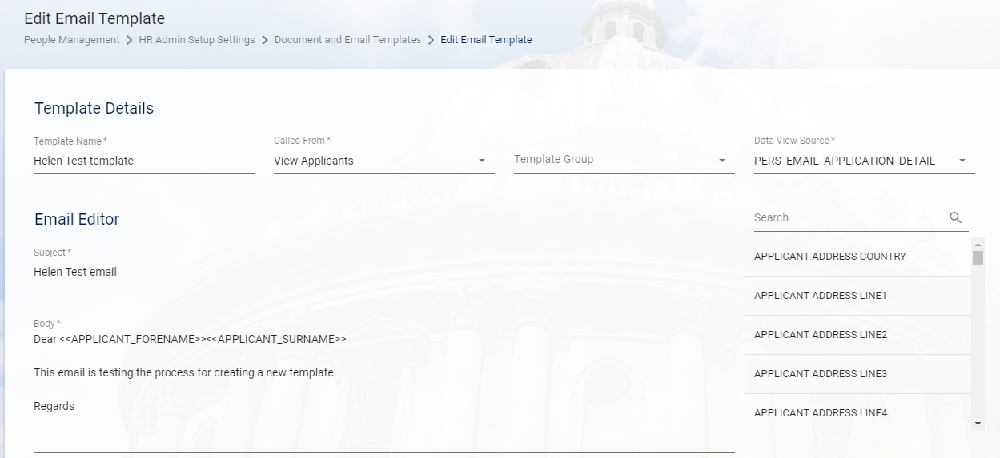 Edit Email Template
People Management > HR Admin Setup Settings > Document and Email Templates > Edit Email Template
Template Details
Template Name *
Called From *
Data View Source *
Helen Test template
View Applicants
Template Group
PERS_EMAIL_APPLICATION_DETAIL
Email Editor
Search
Subject *
Helen Test email
Body *
Dear <<APPLICANT_FORENAME>><<APPLICANT_SURNAME>>
This email is testing the process for creating a new template.
Regards
APPLICANT ADDRESS COUNTRY
APPLICANT ADDRESS LINE1
APPLICANT ADDRESS LINE2
APPLICANT ADDRESS LINE3
APPLICANT ADDRESS LINE4